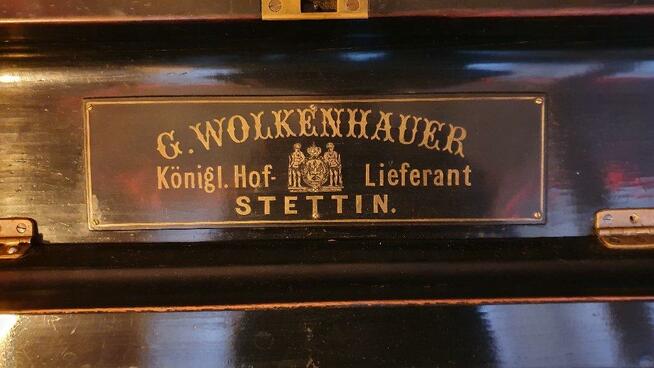 G. WOLKENHAUER
Königl. Hof- Lieferant
STETTIN.